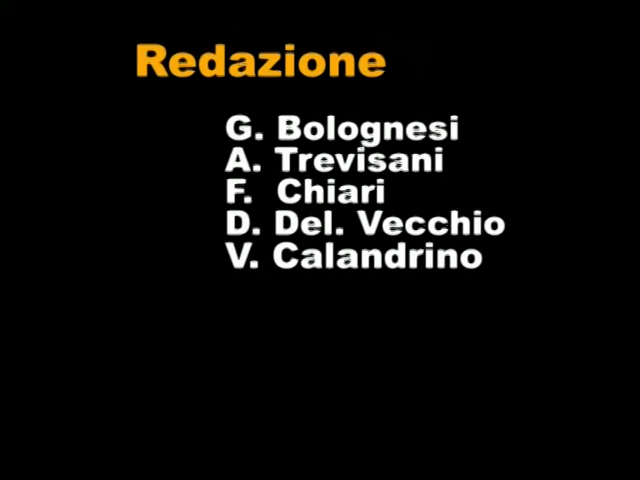 Redazione
G. Bolognesi
A. Trevisani
F. Chiari
D. Del. Vecchio
V. Calandrino